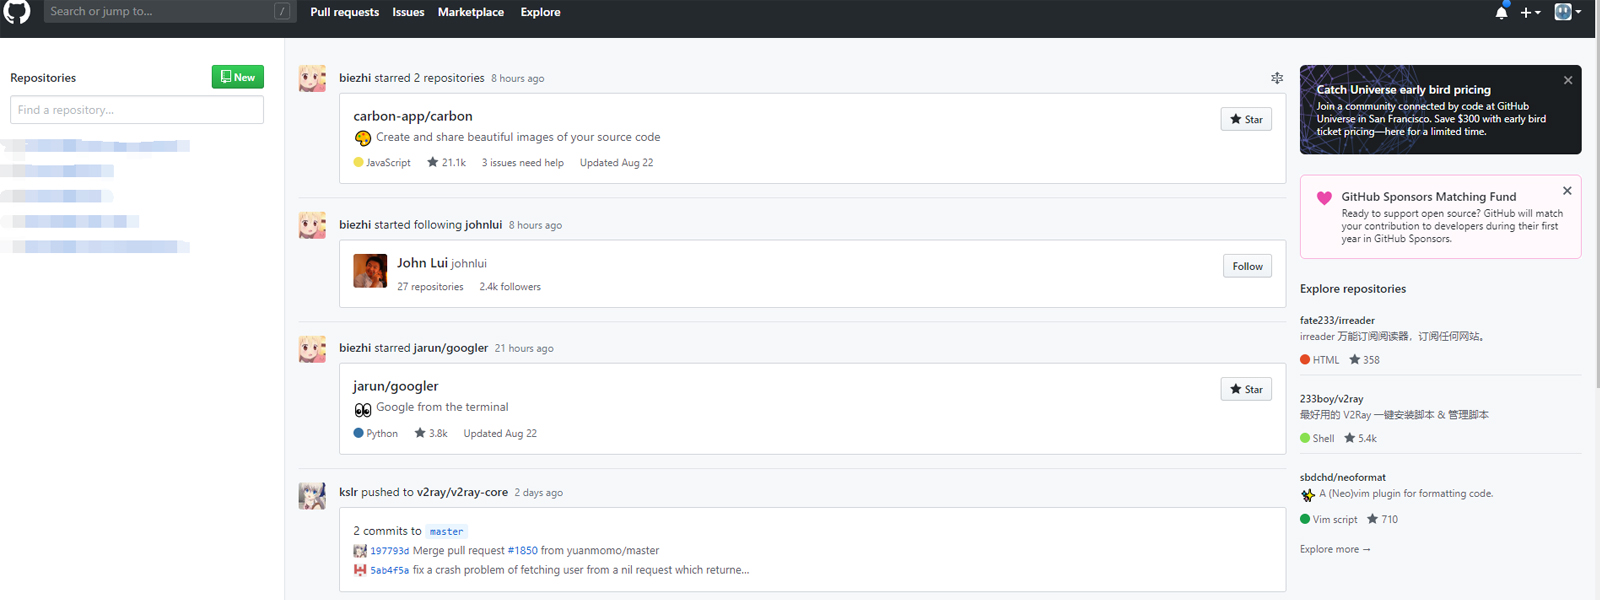 Search or jump to...
/
Pull requests
Issues
Marketplace
Explore
Repositories
New
Find a repository...
biezhi starred 2 repositories 8 hours ago
carbon-app/carbon
Create and share beautiful images of your source code
JavaScript 21.1k 3 issues need help Updated Aug 22
Star
biezhi started following johnlui 8 hours ago
John Lui johnlui
27 repositories 2.4k followers
Follow
biezhi starred jarun/googler 21 hours ago
jarun/googler
Google from the terminal
Python 3.8k Updated Aug 22
Star
kslr pushed to v2ray/v2ray-core 2 days ago
2 commits to master
197793d Merge pull request #1850 from yuanmomo/master
5ab4f5a fix a crash problem of fetching user from a nil request which returne...
Catch Universe early bird pricing
Join a community connected by code at GitHub
Universe in San Francisco. Save $300 with early bird
ticket pricing—here for a limited time.
GitHub Sponsors Matching Fund
Ready to support open source? GitHub will match
your contribution to developers during their first
year in GitHub Sponsors.
Explore repositories
fate233/irreader
irreader 万能订阅阅读器，订阅任何网站。
HTML 358
233boy/v2ray
最好用的 V2Ray 一键安装脚本 & 管理脚本
Shell 5.4k
sbdchd/neoformat
A (Neo)vim plugin for formatting code.
Vim script 710
Explore more →